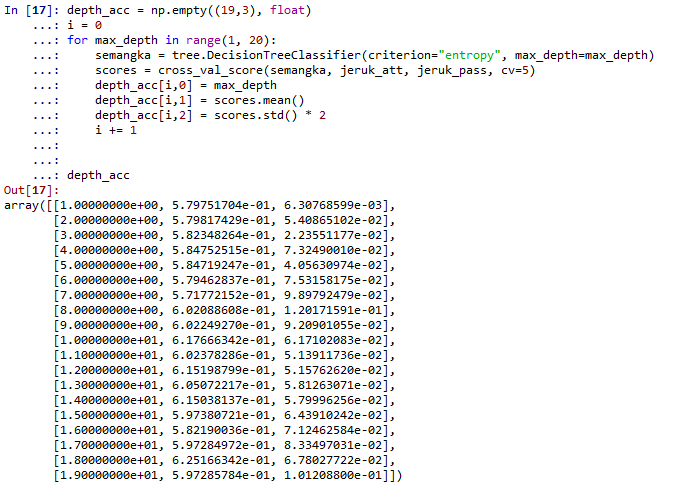 In [17]: depth_acc = np.empty((19,3), float)
...: i = 0
...: for max_depth in range(1, 20):
...:     semangka = tree.DecisionTreeClassifier(criterion="entropy", max_depth=max_depth)
...:     scores = cross_val_score(semangka, jeruk_att, jeruk_pass, cv=5)
...:     depth_acc[i,0] = max_depth
...:     depth_acc[i,1] = scores.mean()
...:     depth_acc[i,2] = scores.std() * 2
...:     i += 1
...:
...:
...: depth_acc
Out[17]:
array([[1.00000000e+00, 5.79751704e-01, 6.30768599e-03],
[2.00000000e+00, 5.79817429e-01, 5.40865102e-02],
[3.00000000e+00, 5.82348264e-01, 2.23551177e-02],
[4.00000000e+00, 5.84752515e-01, 7.32490010e-02],
[5.00000000e+00, 5.84719247e-01, 4.05630974e-02],
[6.00000000e+00, 5.79462837e-01, 7.53158175e-02],
[7.00000000e+00, 5.71772152e-01, 9.89792479e-02],
[8.00000000e+00, 6.02088608e-01, 1.20171591e-01],
[9.00000000e+00, 6.02249270e-01, 9.20901055e-02],
[1.00000000e+01, 6.17666342e-01, 6.17102083e-02],
[1.10000000e+01, 6.02378286e-01, 5.13911736e-02],
[1.20000000e+01, 6.15198799e-01, 5.15762620e-02],
[1.30000000e+01, 6.05072217e-01, 5.81263071e-02],
[1.40000000e+01, 6.15038137e-01, 5.79996256e-02],
[1.50000000e+01, 5.97380721e-01, 6.43910242e-02],
[1.60000000e+01, 5.82190036e-01, 7.12462584e-02],
[1.70000000e+01, 5.97284972e-01, 8.33497031e-02],
[1.80000000e+01, 6.25166342e-01, 6.78027722e-02],
[1.90000000e+01, 5.97285784e-01, 1.01208800e-01]])